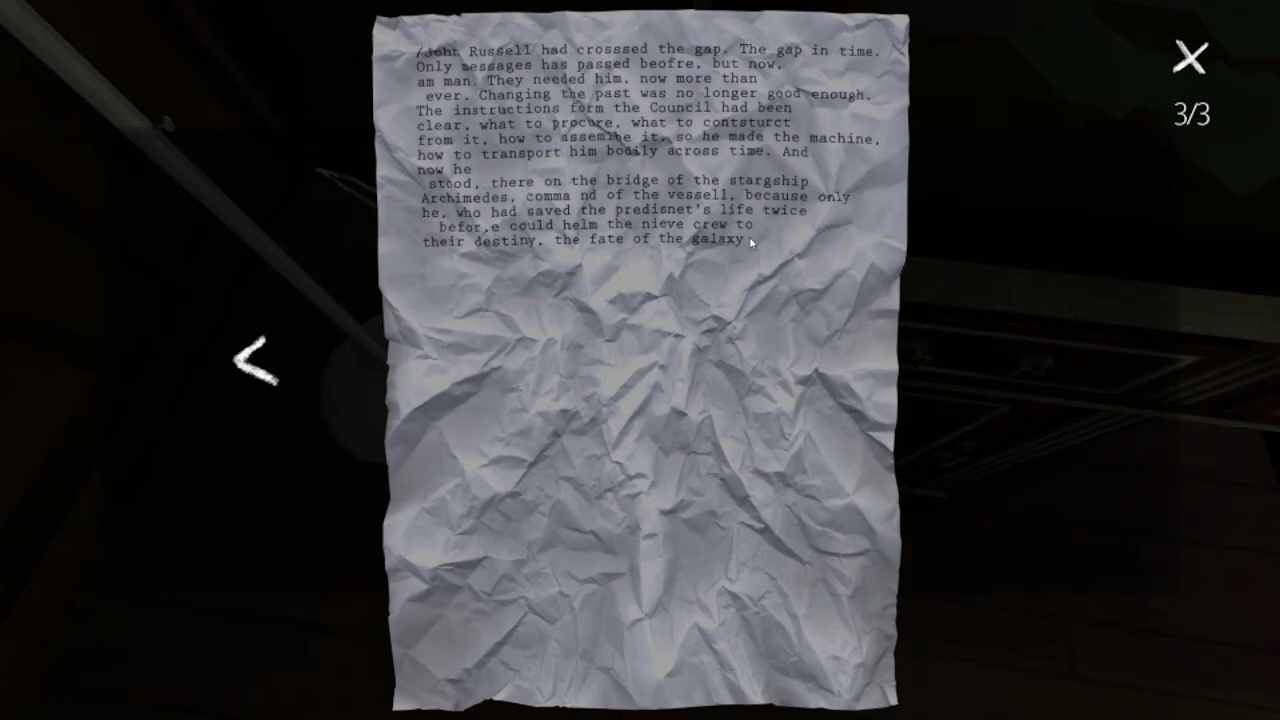 /John Russell had crosssed the gap. The gap in time.
Only messages has passed beofre, but now,
am man. They needed him. now more than
ever. Changing the past was no longer good enough.
The instructions form the Council had been
clear, what to procure, what to contsturct
from it, how to assemlbe it, so he made the machine,
how to transport him bodily across time. And
now he
stood, there on the bridge of the stargship
Archimedes, comma nd of the vessell, because only
he, who had saved the predisnet's life twice
befor,e could helm the nieve crew to
their destiny, the fate of the galaxy
3/3